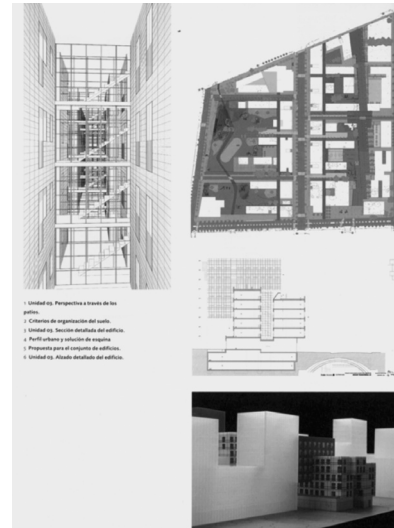 1 Unidad 03. Perspectiva a través de los
patios.
2 Criterios de organización del suelo.
3 Unidad 03. Sección detallada del edificio.
4 Perfil urbano y solución de esquina
5 Propuesta para el conjunto de edificios.
6 Unidad 03. Alzado detallado del edificio.